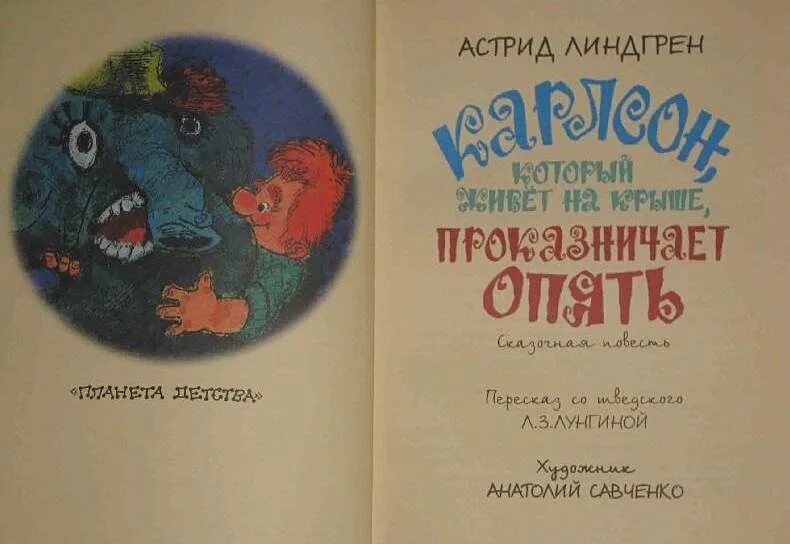 «ПЛАНЕТА ДЕТСТВА»
АСТРИД ЛИНДГРЕН
КАРЛСОН,
КОТОРЫЙ
ЖИВЁТ НА КРЫШЕ,
ПРОКАЗНИЧАЕТ
ОПЯТЬ
Сказочная повесть
Пересказ со шведского
Л.З.ЛУНГИНОЙ
Художник
АНАТОЛИЙ САВЧЕНКО